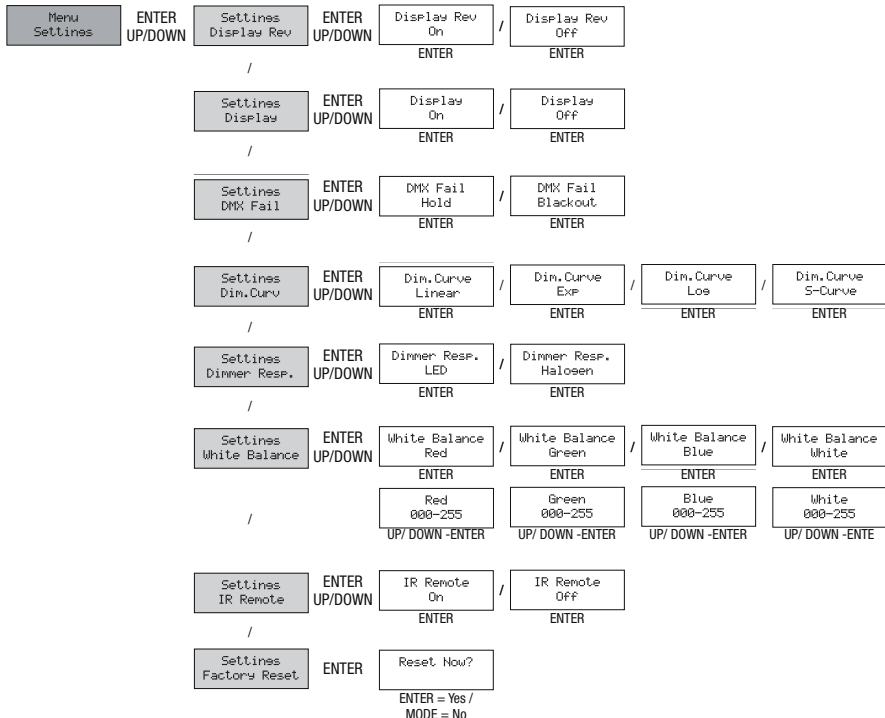 Menu
Settings
ENTER
UP/DOWN
Settings
Display Rev
ENTER
UP/DOWN
Display Rev
On
ENTER
/
Display Rev
Off
ENTER
/
Settings
Display
ENTER
UP/DOWN
Display
On
ENTER
/
Display
Off
ENTER
/
Settings
DMX Fail
ENTER
UP/DOWN
DMX Fail
Hold
ENTER
/
DMX Fail
Blackout
ENTER
/
Settings
Dim.Curv
ENTER
UP/DOWN
Dim.Curve
Linear
ENTER
/
Dim.Curve
Exp
ENTER
/
Dim.Curve
Log
ENTER
/
Dim.Curve
S-Curve
ENTER
/
Settings
Dimmer Resp.
ENTER
UP/DOWN
Dimmer Resp.
LED
ENTER
/
Dimmer Resp.
Halogen
ENTER
/
Settings
White Balance
ENTER
UP/DOWN
White Balance
Red
ENTER
/
White Balance
Green
ENTER
/
White Balance
Blue
ENTER
/
White Balance
White
ENTER
/
Red
000-255
UP/ DOWN -ENTER
Green
000-255
UP/ DOWN -ENTER
Blue
000-255
UP/ DOWN -ENTER
White
000-255
UP/ DOWN -ENTE
Settings
IR Remote
ENTER
UP/DOWN
IR Remote
On
ENTER
/
IR Remote
Off
ENTER
/
Settings
Factory Reset
ENTER
Reset Now?
ENTER = Yes /
MODE = No